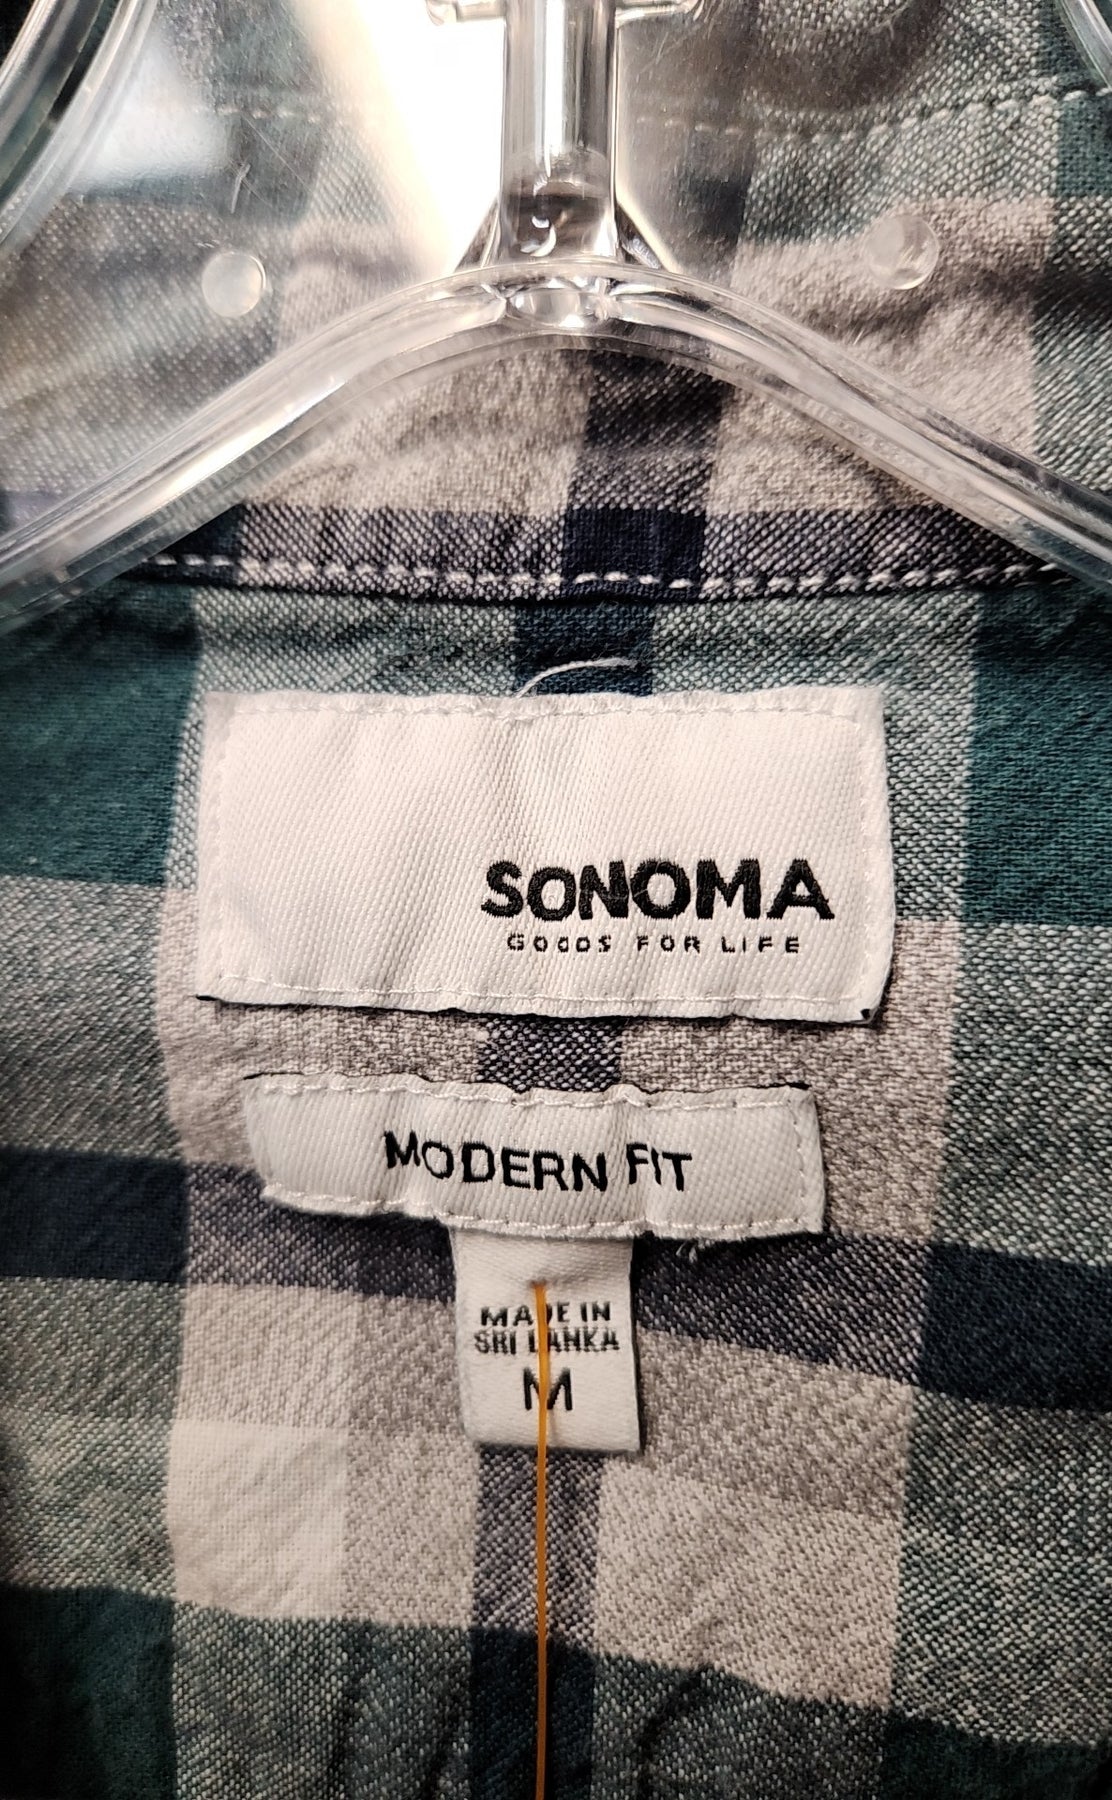 SONOMA
GOODS FOR LIFE
MODERN FIT
MADE IN
SRI LANKA
M